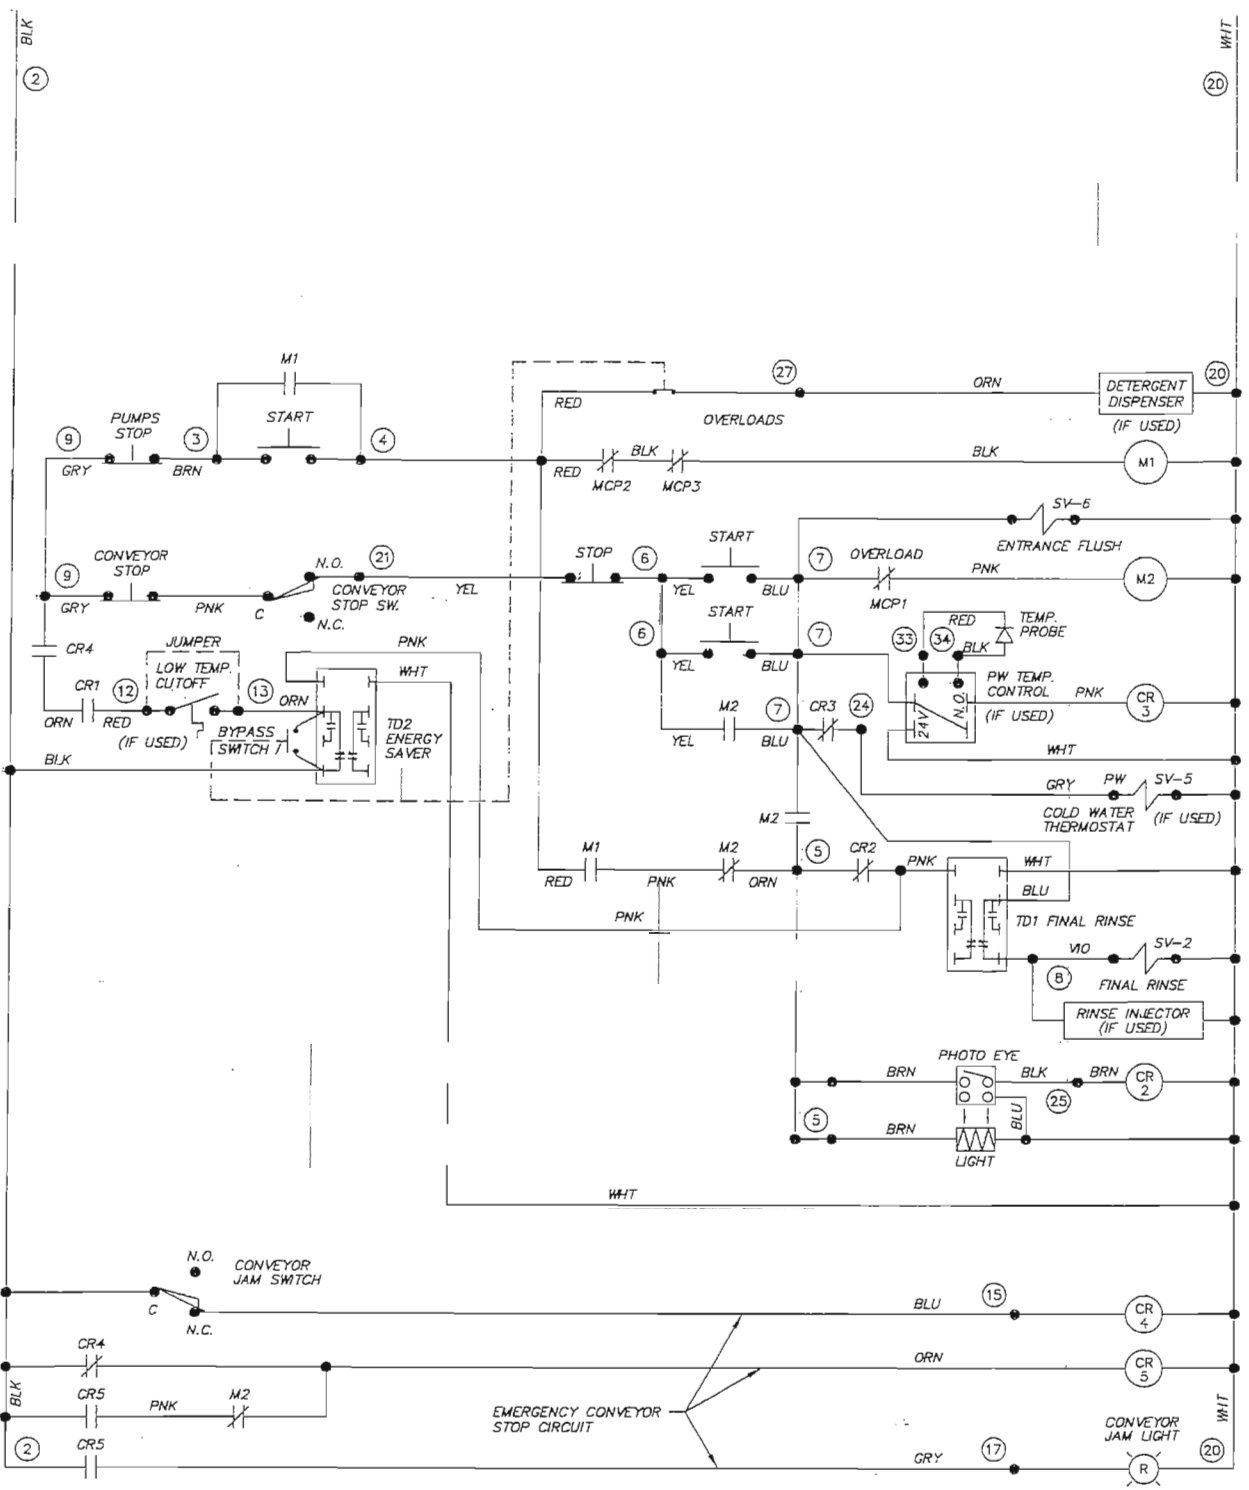 BLK
2
WHT
20
M1
27
ORN
20
RED
DETERGENT
DISPENSER
(IF USED)
OVERLOADS
PUMPS
STOP
START
9
3
4
GRY
BRN
RED
BLK
BLK
MCP2
MCP3
M1
SV-6
ENTRANCE FLUSH
CONVEYOR
STOP
9
N.O.
21
STOP
6
START
7
OVERLOAD
PNK
M2
GRY
PNK
C
CONVEYOR
STOP SW.
YEL
YEL
BLU
MCP1
N.C.
START
6
7
RED
TEMP.
PROBE
33
34
BLK
CR4
JUMPER
PNK
YEL
BLU
LOW TEMP.
CUTOFF
WHT
PW TEMP.
CONTROL
(IF USED)
PNK
CR
3
CR1
12
13
ORN
24V
N.O.
ORN
RED
(IF USED)
BYPASS
SWITCH
TD2
ENERGY
SAVER
M2
7
CR3
24
YEL
BLU
WHT
BLK
GRY
PW
SV-5
COLD WATER
THERMOSTAT
(IF USED)
M2
M1
M2
5
CR2
PNK
WHT
RED
PNK
ORN
BLU
PNK
TD1 FINAL RINSE
VIO
SV-2
8
FINAL RINSE
RINSE INJECTOR
(IF USED)
PHOTO EYE
BRN
BLK
BRN
CR
2
25
5
BLU
BRN
LIGHT
WHT
N.O.
CONVEYOR
JAM SWITCH
C
N.C.
BLU
15
CR
4
CR4
ORN
CR
5
BLK
CR5
PNK
M2
EMERGENCY CONVEYOR
STOP CIRCUIT
WHT
CONVEYOR
JAM LIGHT
2
CR5
GRY
17
R
20